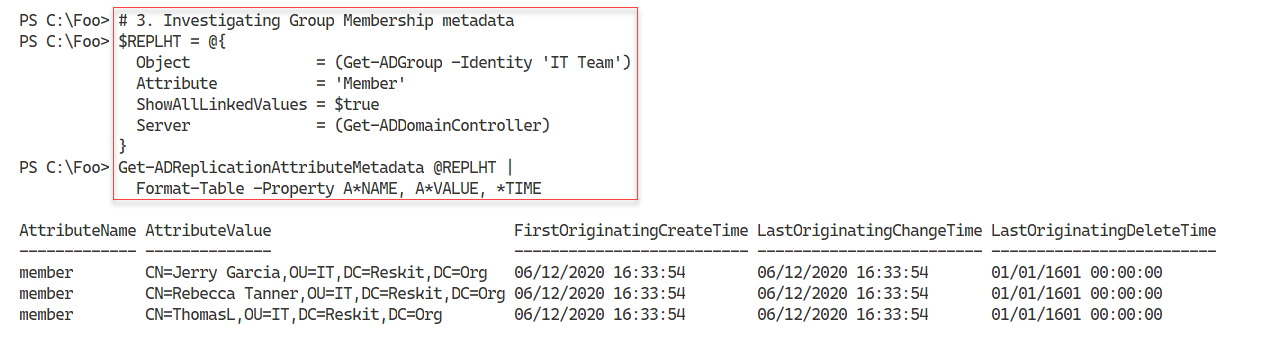 PS C:\Foo> # 3. Investigating Group Membership metadata
PS C:\Foo> $REPLHT = @{
  Object              = (Get-ADGroup -Identity 'IT Team')
  Attribute           = 'Member'
  ShowAllLinkedValues = $true
  Server              = (Get-ADDomainController)
}
PS C:\Foo> Get-ADReplicationAttributeMetadata @REPLHT |
  Format-Table -Property A*NAME, A*VALUE, *TIME
AttributeName AttributeValue                           FirstOriginatingCreateTime LastOriginatingChangeTime LastOriginatingDeleteTime
------------- --------------                           -------------------------- ------------------------- -------------------------
member        CN=Jerry Garcia,OU=IT,DC=Reskit,DC=Org   06/12/2020 16:33:54        06/12/2020 16:33:54       01/01/1601 00:00:00
member        CN=Rebecca Tanner,OU=IT,DC=Reskit,DC=Org 06/12/2020 16:33:54        06/12/2020 16:33:54       01/01/1601 00:00:00
member        CN=ThomasL,OU=IT,DC=Reskit,DC=Org        06/12/2020 16:33:54        06/12/2020 16:33:54       01/01/1601 00:00:00